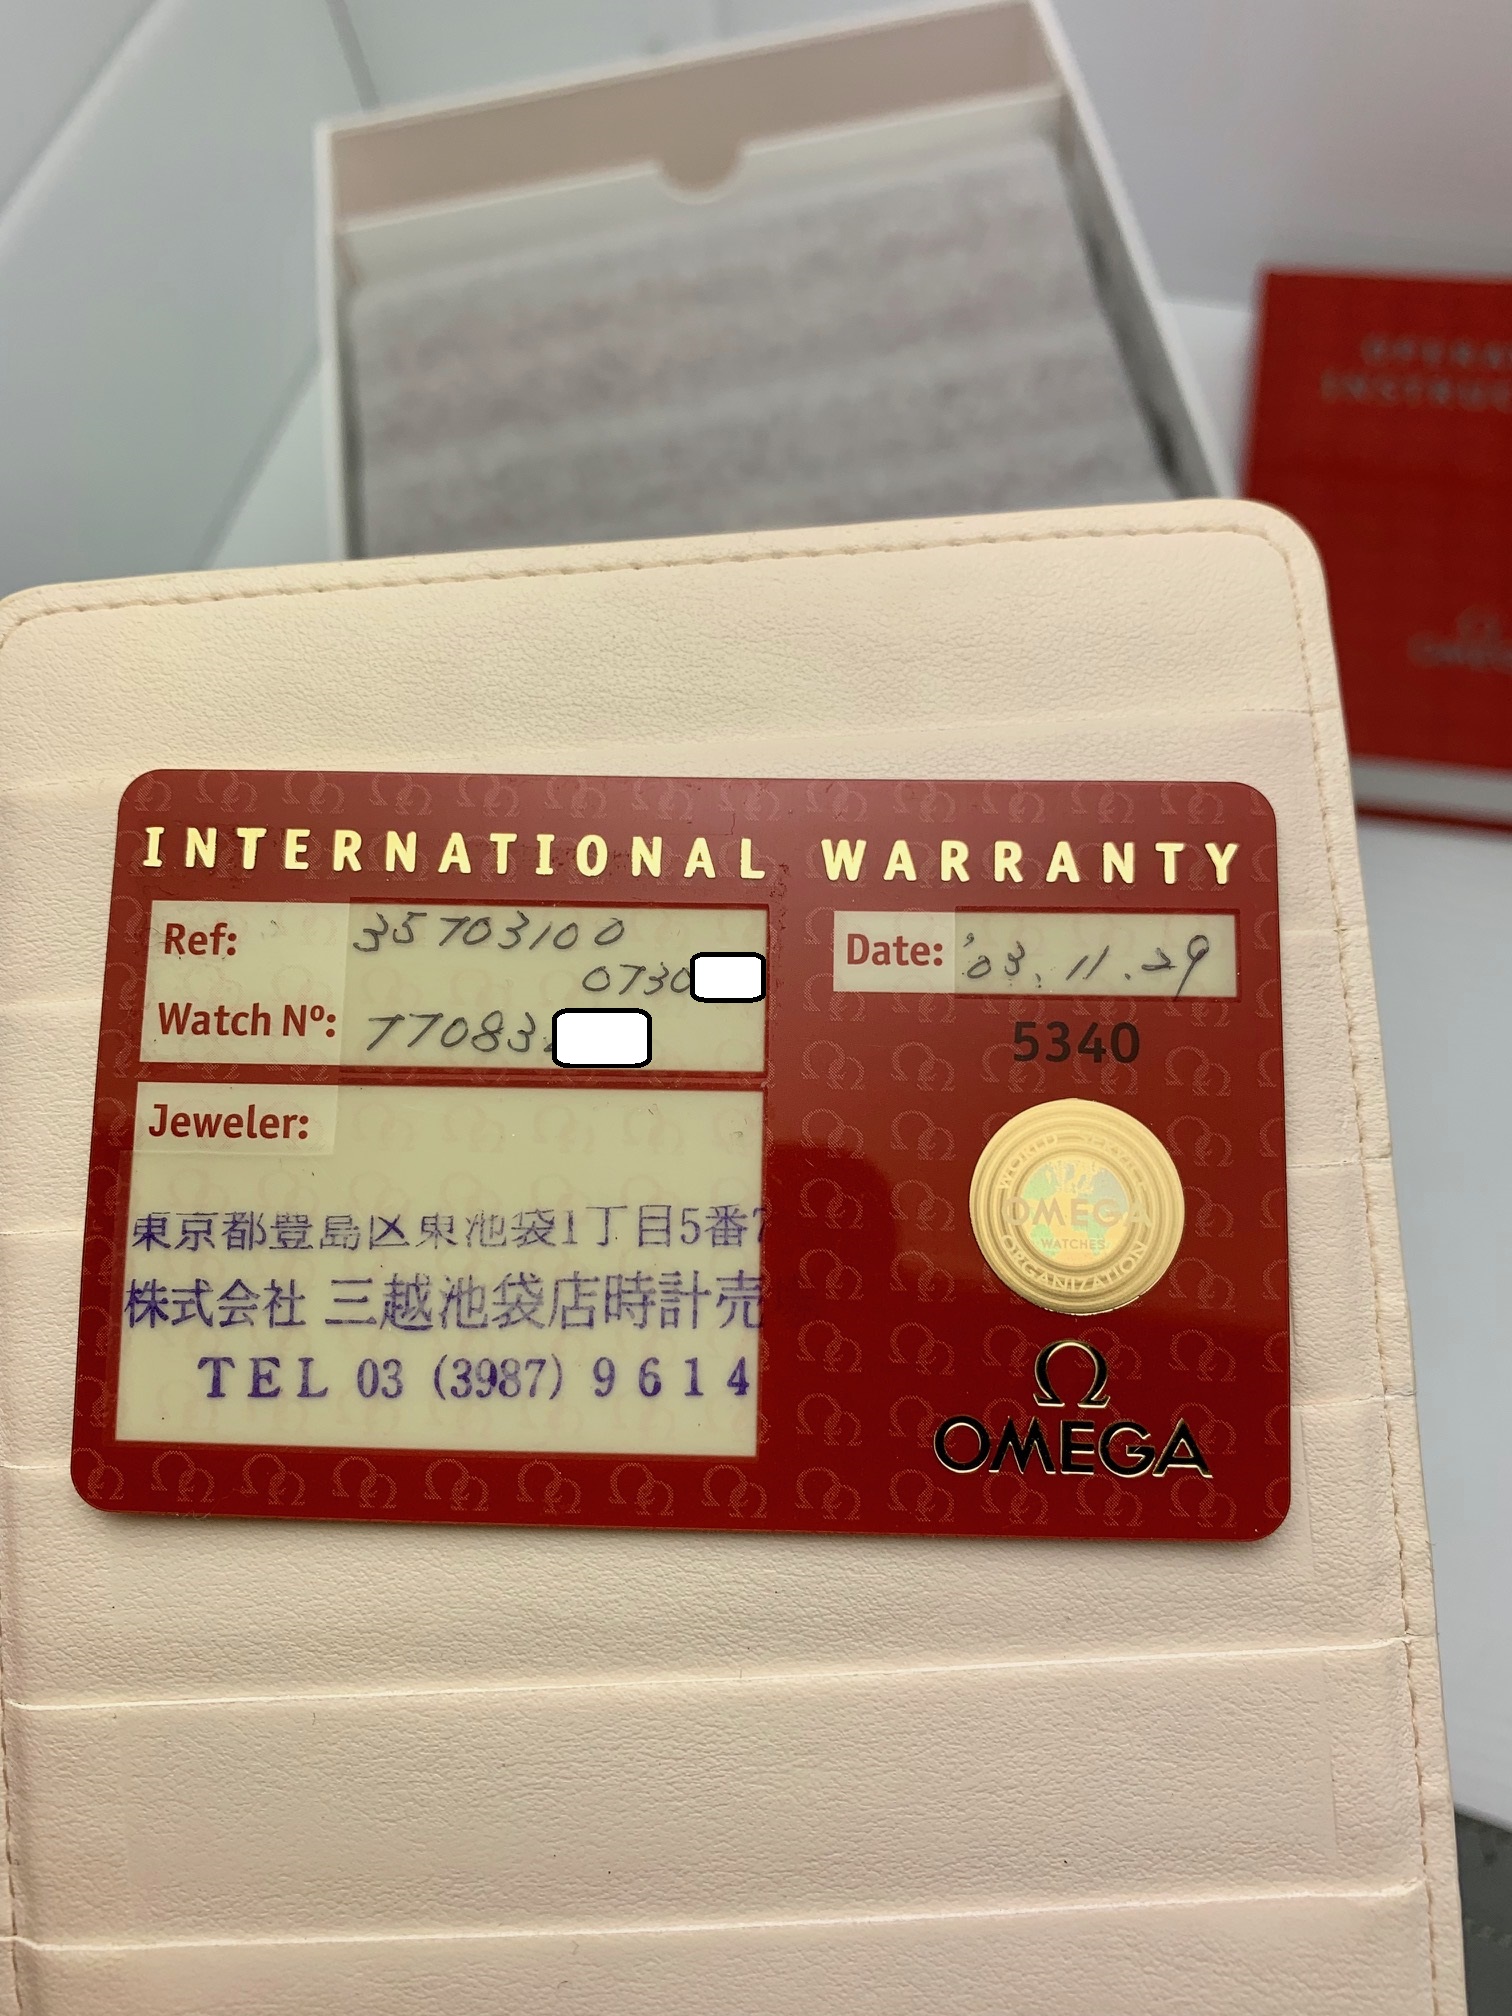 INTERNATIONAL WARRANTY
Ref: 35703100
0730
Watch Nº: 77083
Date: '03.11.29
5340
Jeweler:
東京都豊島区東池袋1丁目5番7
株式会社 三越池袋店時計売
TEL 03 (3987) 9614
OMEGA
WATCHES
ORGANIZATION
Ω
OMEGA